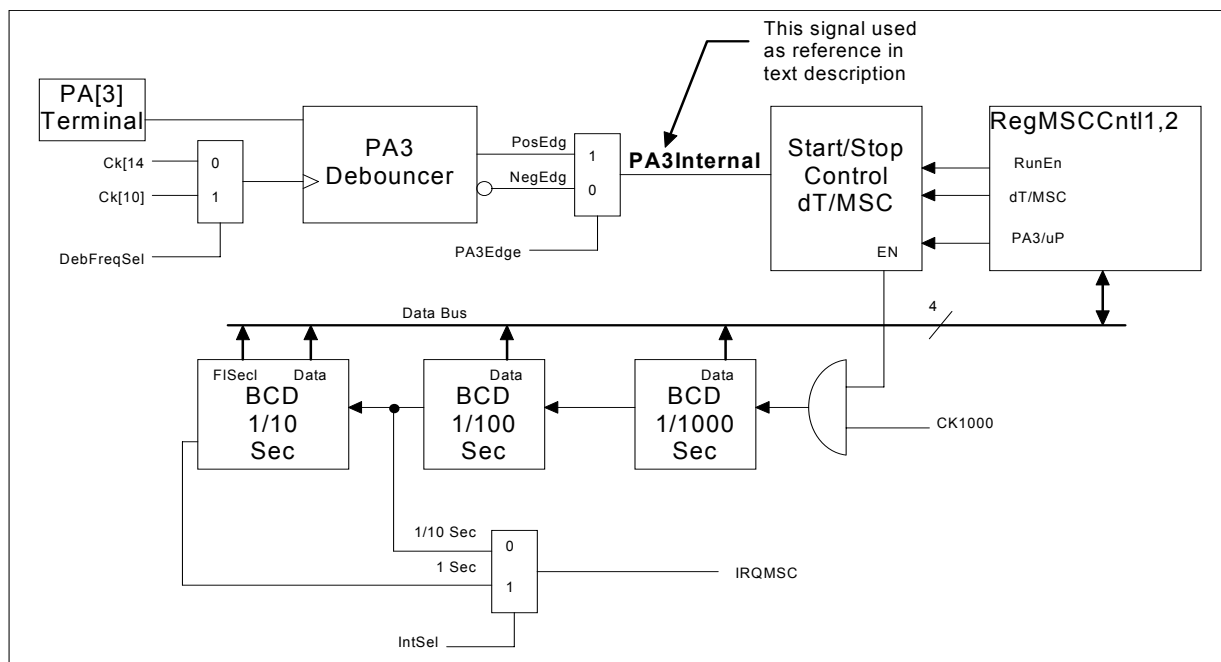 This signal used
as reference in
text description
PA[3]
Terminal
PA3
Debouncer
Ck[14
Ck[10]
0
1
DebFreqSel
PosEdg
NegEdg
1
0
PA3Edge
PA3Internal
Start/Stop
Control
dT/MSC
EN
RegMSCCntl1,2
RunEn
dT/MSC
PA3/uP
Data Bus
4
FlSecl
Data
BCD
1/10
Sec
Data
BCD
1/100
Sec
Data
BCD
1/1000
Sec
CK1000
1/10 Sec
1 Sec
0
1
IRQMSC
IntSel